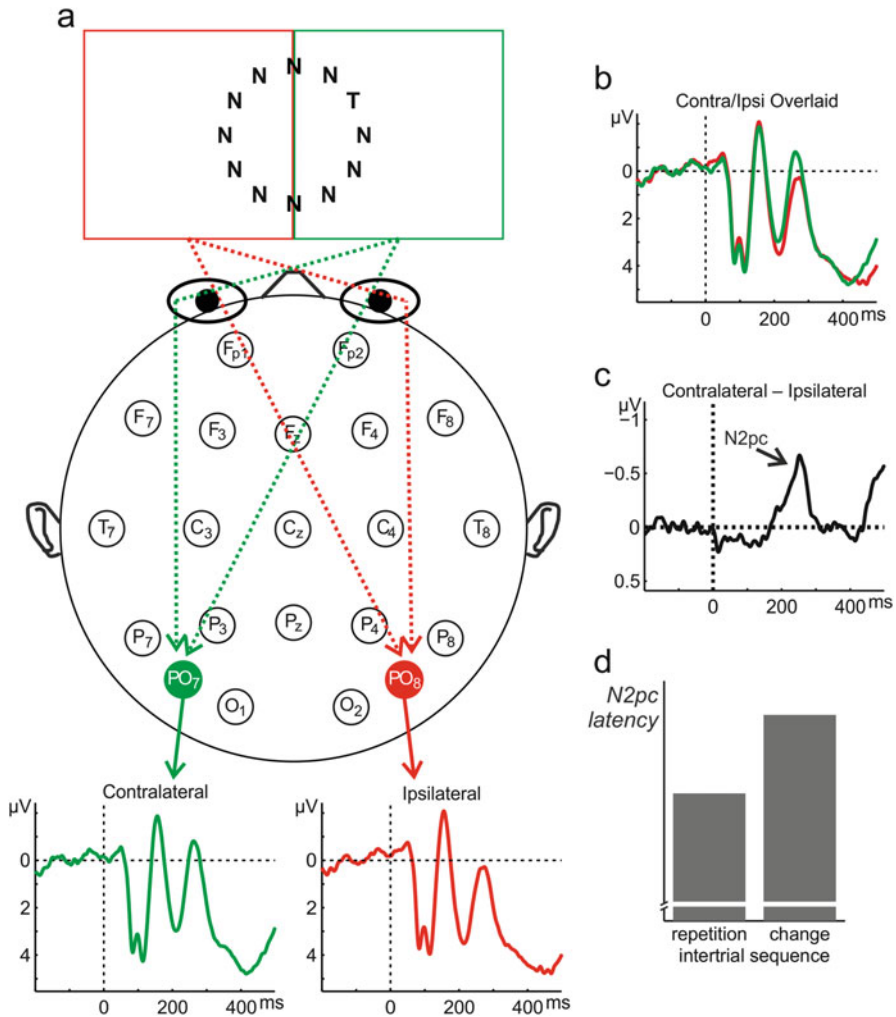 a
N
N N
N T
N N
N N
N N
N
Fp1 Fp2
F7 F3 Fz F4 F8
T7 C3 Cz C4 T8
P7 P3 Pz P4 P8
PO7 PO8
O1 O2
Contralateral
µV
0
2
4
0 200 400 ms
Ipsilateral
µV
0
2
4
0 200 400 ms
b
Contra/Ipsi Overlaid
µV
0
2
4
0 200 400 ms
c
Contralateral – Ipsilateral
µV
−1
-0.5
0
0.5
N2pc
0 200 400 ms
d
N2pc
latency
repetition change
intertrial sequence